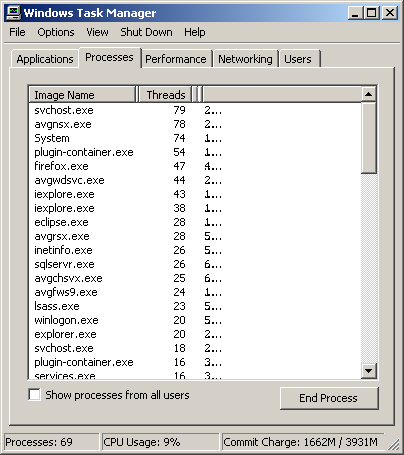 Windows Task Manager
File Options View Shut Down Help
Applications Processes Performance Networking Users
Image Name Threads
svchost.exe 79 2...
avgnsx.exe 78 2...
System 74 1...
plugin-container.exe 54 1...
firefox.exe 47 4...
avgwdsvc.exe 44 2...
iexplore.exe 43 1...
iexplore.exe 38 1...
eclipse.exe 28 1...
avgrsx.exe 28 5...
inetinfo.exe 26 5...
sqlservr.exe 26 5...
avgchsvx.exe 25 6...
avgfws9.exe 24 1...
lsass.exe 23 5...
winlogon.exe 20 5...
explorer.exe 20 2...
svchost.exe 18 2...
plugin-container.exe 16 3...
services.exe 16 3...
Show processes from all users End Process
Processes: 69 CPU Usage: 9% Commit Charge: 1662M / 3931M